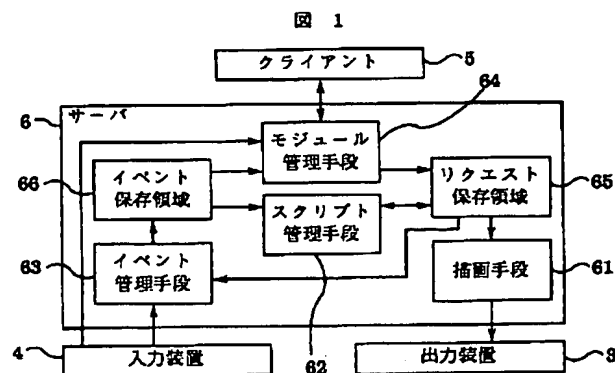 図 1
クライアント
5
64
6
サーバ
モジュール
管理手段
66
イベント
保存領域
リクエスト
保存領域
65
スクリプト
管理手段
63
イベント
管理手段
描画手段
61
4
入力装置
62
出力装置
3